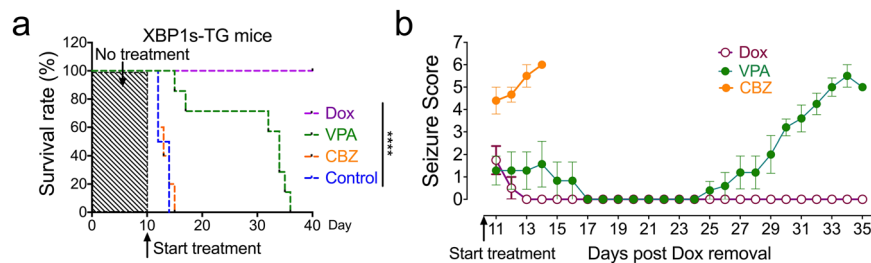 a
XBP1s-TG mice
Survival rate (%)
120
100
80
60
40
20
0
No treatment
Dox
VPA
CBZ
Control
****
0 10 20 30 40 Day
Start treatment
b
Seizure Score
7
6
5
4
3
2
1
0
Dox
VPA
CBZ
11 13 15 17 19 21 23 25 27 29 31 33 35
Start treatment
Days post Dox removal